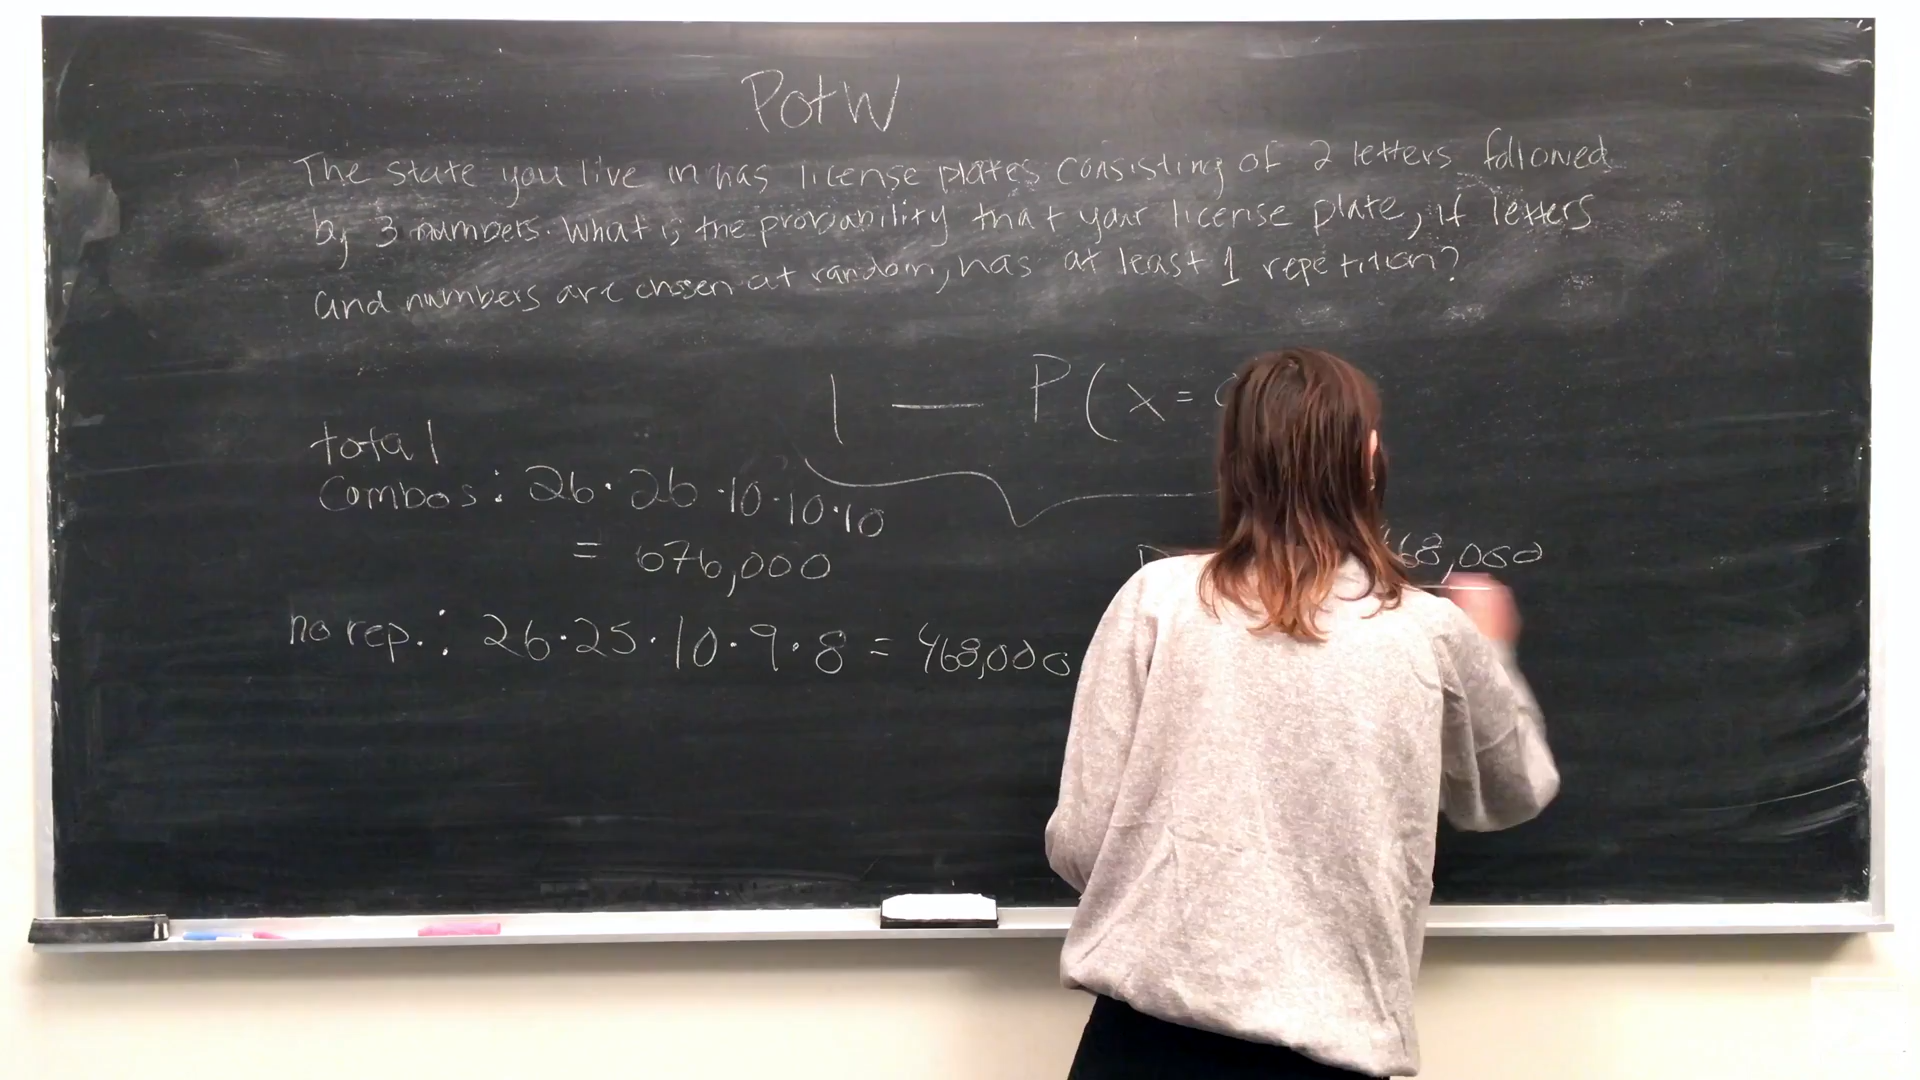 PotW
The state you live in has license plates consisting of 2 letters followed
by 3 numbers. What is the probability that your license plate, if letters
and numbers are chosen at random, has at least 1 repetition?
1 — P(x=
total
combos: 26·26·10·10·10
= 676,000
no rep.: 26·25·10·9·8 = 468,000
68,000